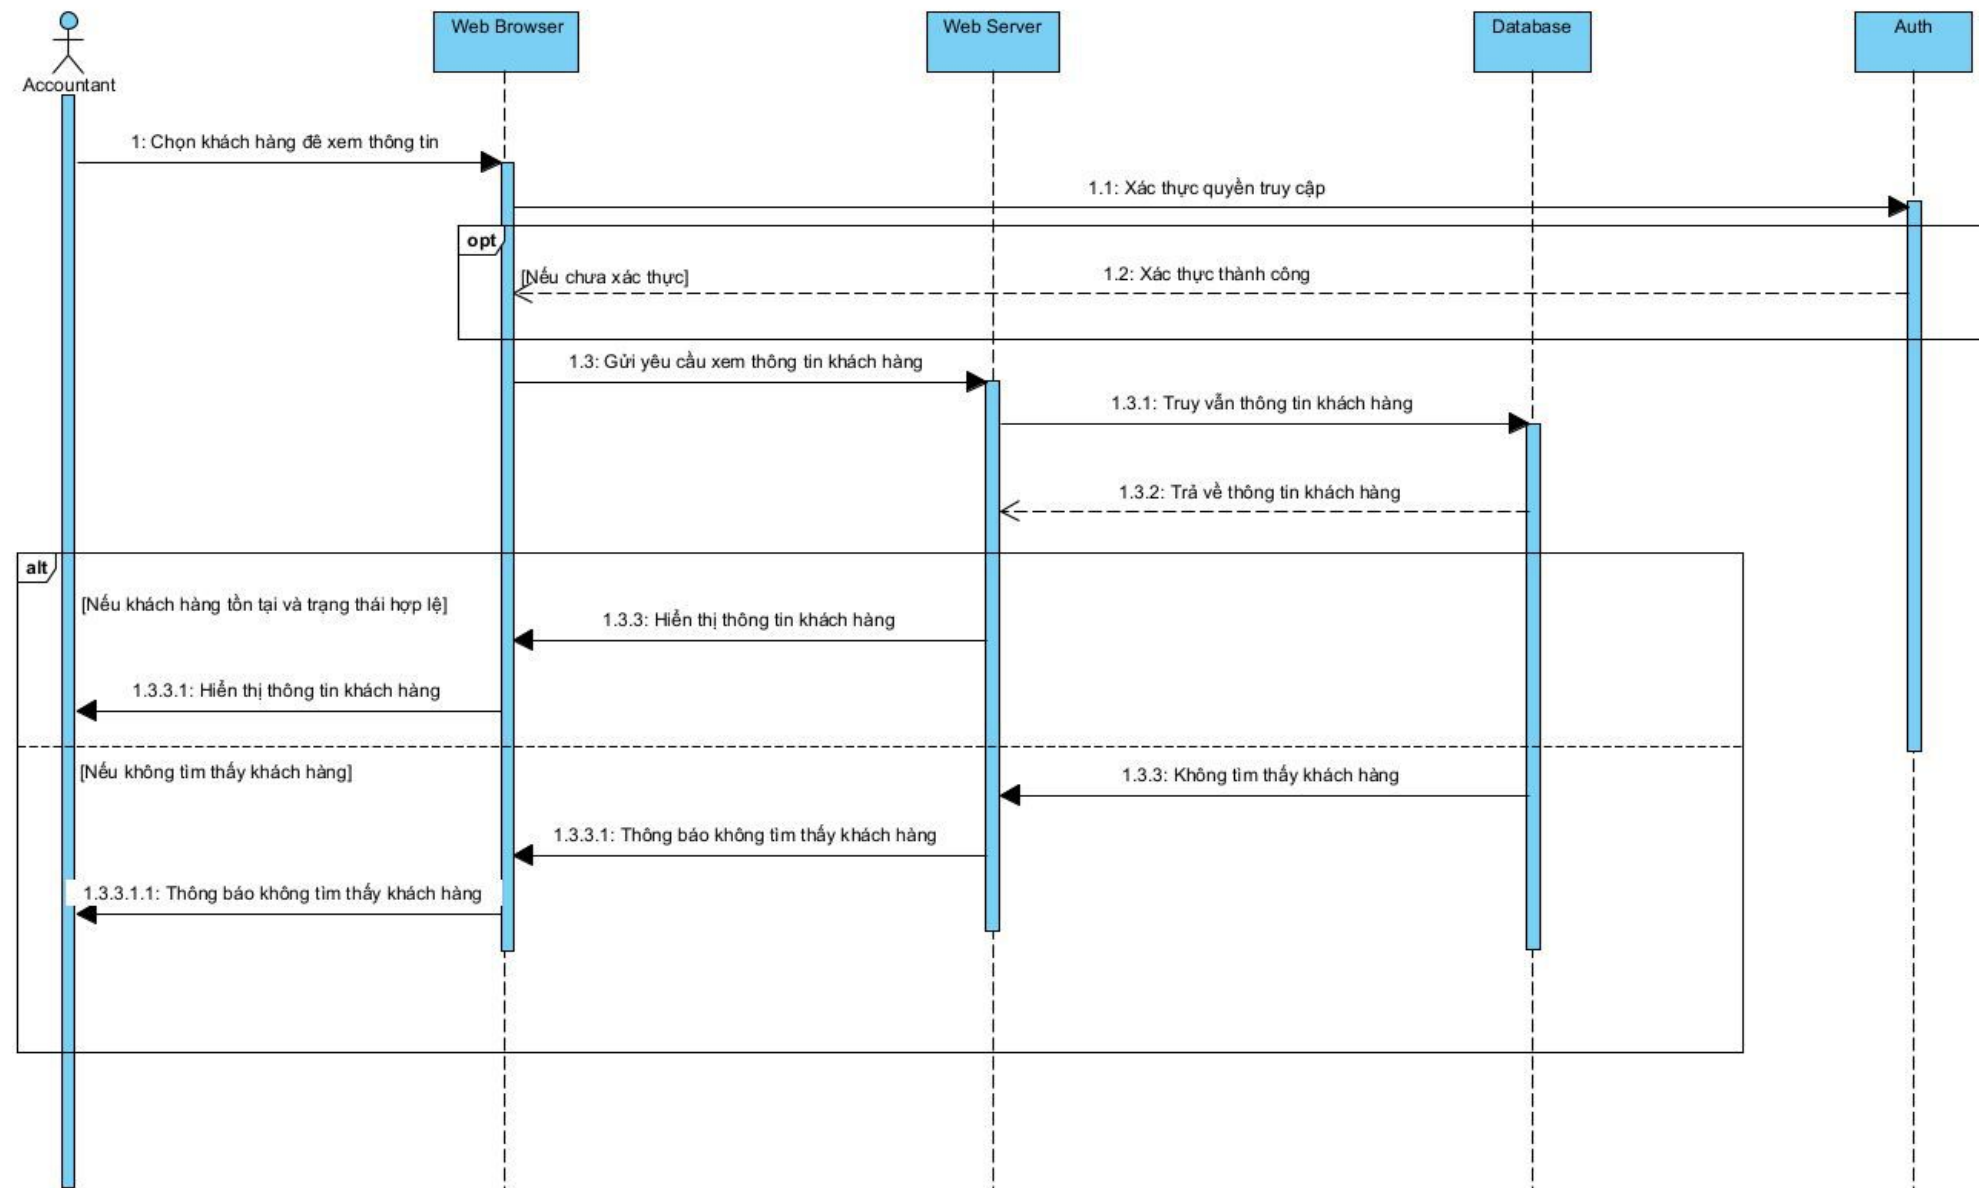 Web Browser
Web Server
Database
Auth
Accountant
1: Chọn khách hàng đê xem thông tin
1.1: Xác thực quyền truy cập
opt
[Nếu chưa xác thực]
1.2: Xác thực thành công
1.3: Gửi yêu cầu xem thông tin khách hàng
1.3.1: Truy vẫn thông tin khách hàng
1.3.2: Trả về thông tin khách hàng
alt
[Nếu khách hàng tồn tại và trạng thái hợp lệ]
1.3.3: Hiển thị thông tin khách hàng
1.3.3.1: Hiển thị thông tin khách hàng
[Nếu không tìm thấy khách hàng]
1.3.3: Không tìm thấy khách hàng
1.3.3.1: Thông báo không tìm thấy khách hàng
1.3.3.1.1: Thông báo không tìm thấy khách hàng